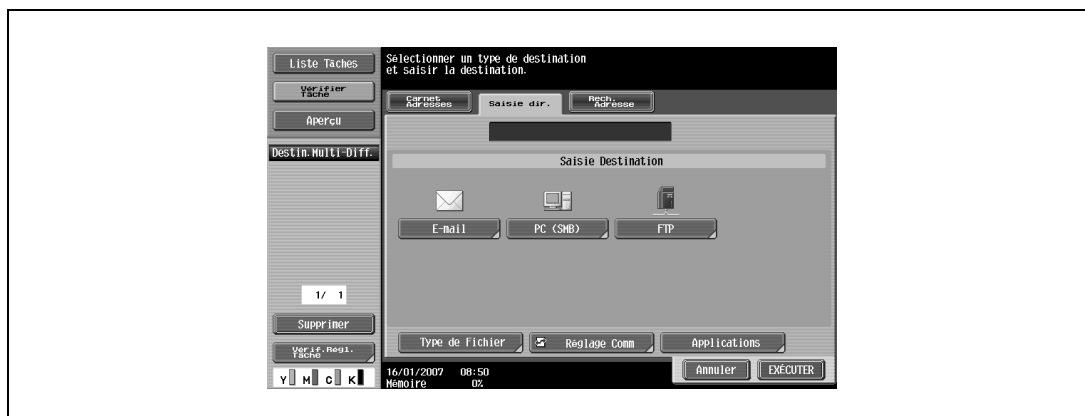 Liste Tâches
Vérifier
Tâche
Aperçu
Destin.Multi-Diff.
1/ 1
Supprimer
Vérif.Régl.
Tâche
Y M C K
Sélectionner un type de destination
et saisir la destination.
Carnet
Adresses
Saisie dir.
Rech.
Adresse
Saisie Destination
E-mail
PC (SMB)
FTP
Type de Fichier
Réglage Comm
Applications
16/01/2007 08:50
Mémoire 0%
Annuler
EXÉCUTER